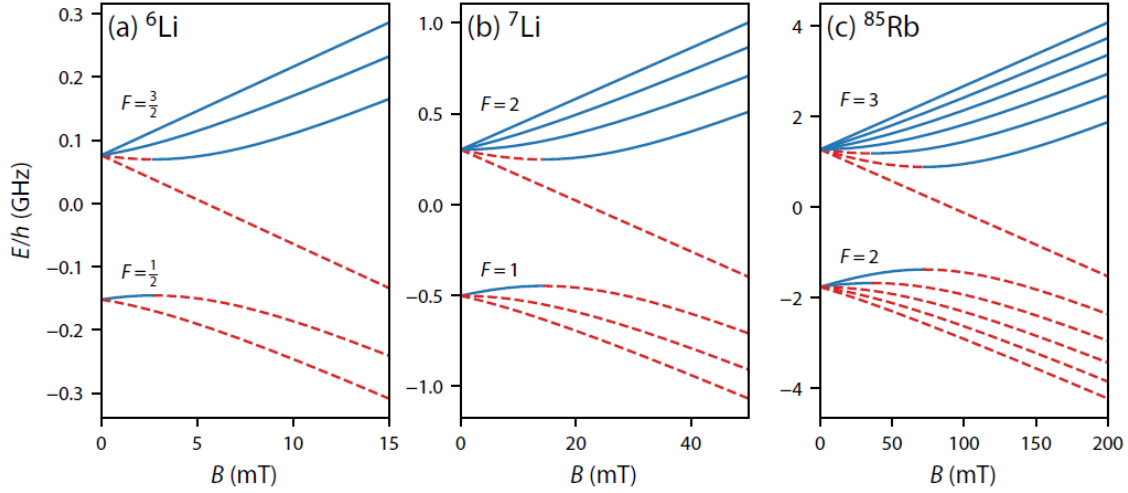 (a) ⁶Li
0.3
0.2
0.1
0.0
−0.1
−0.2
−0.3
E/h (GHz)
F = 3/2
F = 1/2
0
5
10
15
B (mT)
(b) ⁷Li
1.0
0.5
0.0
−0.5
−1.0
F = 2
F = 1
0
20
40
B (mT)
(c) ⁸⁵Rb
4
2
0
−2
−4
F = 3
F = 2
0
50
100
150
200
B (mT)